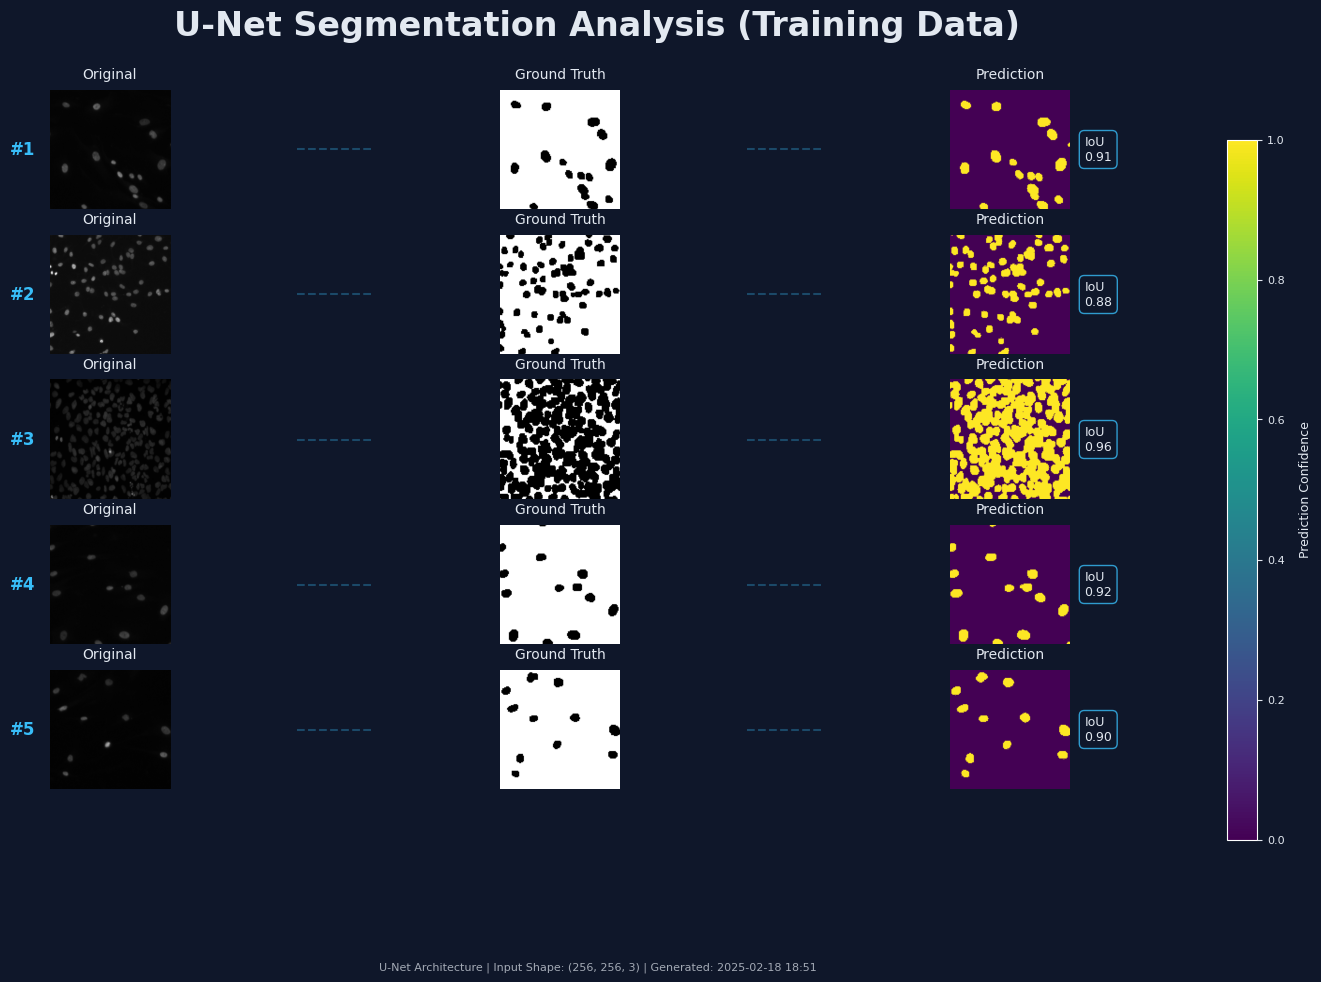 U-Net Segmentation Analysis (Training Data)
Original
Ground Truth
Prediction
#1
IoU
0.91
Original
Ground Truth
Prediction
#2
IoU
0.88
Original
Ground Truth
Prediction
#3
IoU
0.96
Original
Ground Truth
Prediction
#4
IoU
0.92
Original
Ground Truth
Prediction
#5
IoU
0.90
1.0
0.8
0.6
0.4
0.2
0.0
Prediction Confidence
U-Net Architecture | Input Shape: (256, 256, 3) | Generated: 2025-02-18 18:51